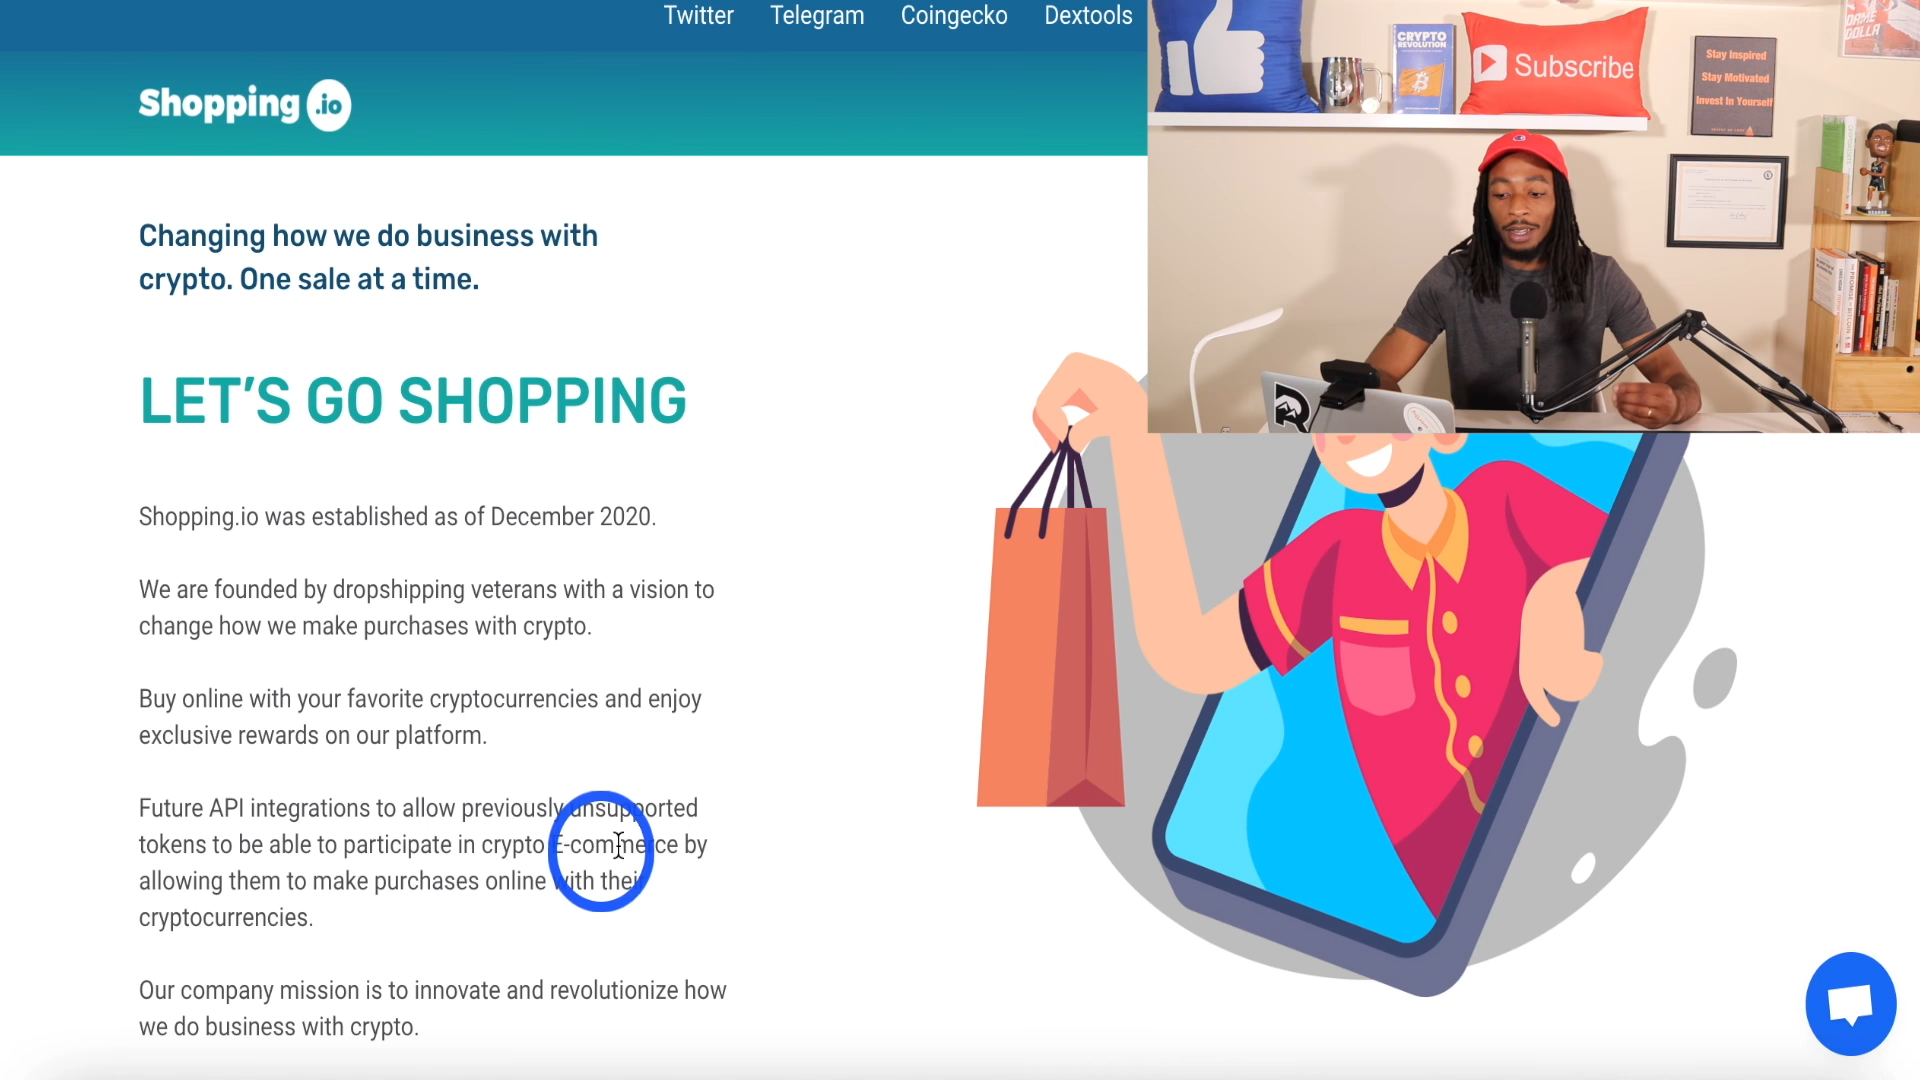 Twitter Telegram Coingecko Dextools
Shopping .io
Changing how we do business with
crypto. One sale at a time.
LET'S GO SHOPPING
Shopping.io was established as of December 2020.
We are founded by dropshipping veterans with a vision to
change how we make purchases with crypto.
Buy online with your favorite cryptocurrencies and enjoy
exclusive rewards on our platform.
Future API integrations to allow previously unsupported
tokens to be able to participate in crypto E-commerce by
allowing them to make purchases online with their
cryptocurrencies.
Our company mission is to innovate and revolutionize how
we do business with crypto.
CRYPTO
REVOLUTION
Subscribe
Stay Inspired
Stay Motivated
Invest In Yourself
DAME
DOLLA